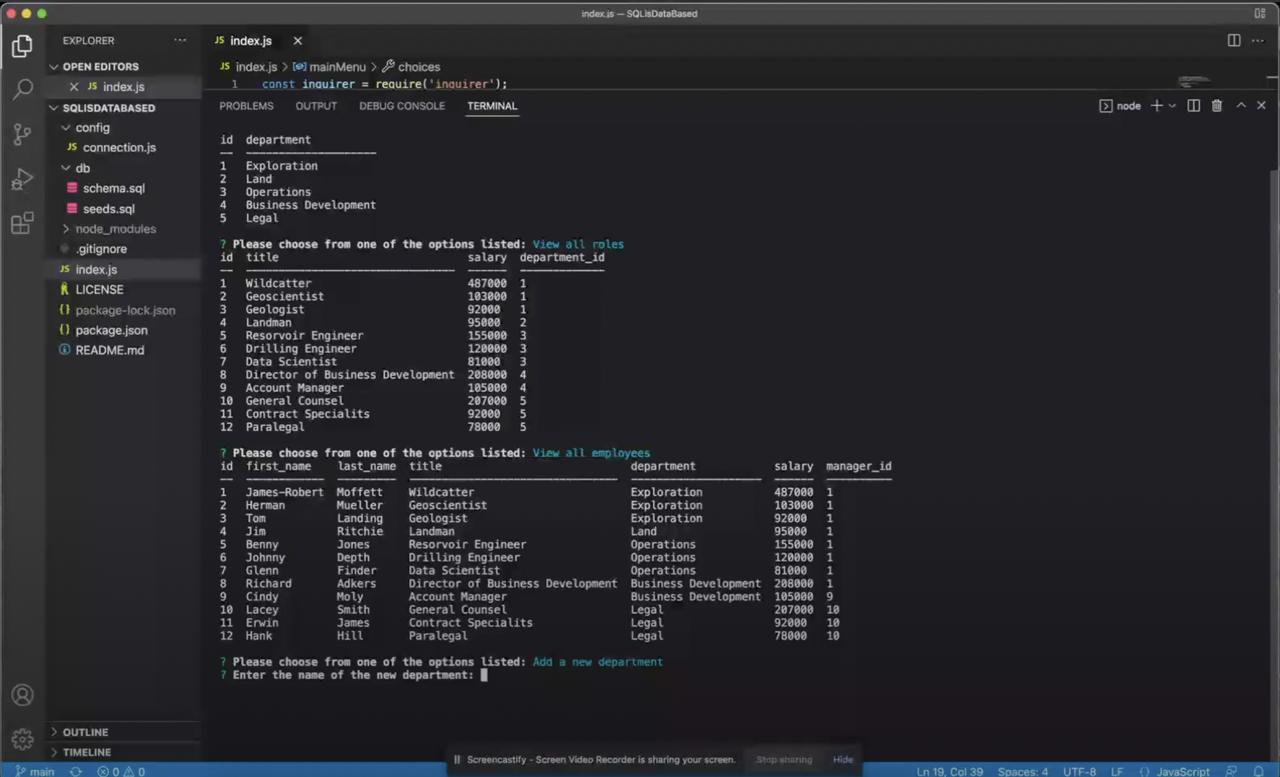 index.js — SQLisDataBased
EXPLORER
OPEN EDITORS
JS index.js
SQLISDATABASED
config
JS connection.js
db
schema.sql
seeds.sql
node_modules
.gitignore
JS index.js
LICENSE
{} package-lock.json
{} package.json
README.md
OUTLINE
TIMELINE
JS index.js
JS index.js > mainMenu > choices
1 const inquirer = require('inquirer');
PROBLEMS OUTPUT DEBUG CONSOLE TERMINAL
node
id department
1 Exploration
2 Land
3 Operations
4 Business Development
5 Legal
? Please choose from one of the options listed: View all roles
id title salary department_id
1 Wildcatter 487000 1
2 Geoscientist 103000 1
3 Geologist 92000 1
4 Landman 95000 2
5 Resorvoir Engineer 155000 3
6 Drilling Engineer 120000 3
7 Data Scientist 81000 3
8 Director of Business Development 208000 4
9 Account Manager 105000 4
10 General Counsel 207000 5
11 Contract Specialits 92000 5
12 Paralegal 78000 5
? Please choose from one of the options listed: View all employees
id first_name last_name title department salary manager_id
1 James-Robert Moffett Wildcatter Exploration 487000 1
2 Herman Mueller Geoscientist Exploration 103000 1
3 Tom Landing Geologist Exploration 92000 1
4 Jim Ritchie Landman Land 95000 1
5 Benny Jones Resorvoir Engineer Operations 155000 1
6 Johnny Depth Drilling Engineer Operations 120000 1
7 Glenn Finder Data Scientist Operations 81000 1
8 Richard Adkers Director of Business Development Business Development 208000 1
9 Cindy Moly Account Manager Business Development 105000 9
10 Lacey Smith General Counsel Legal 207000 10
11 Erwin James Contract Specialits Legal 92000 10
12 Hank Hill Paralegal Legal 78000 10
? Please choose from one of the options listed: Add a new department
? Enter the name of the new department:
Screencastify - Screen Video Recorder is sharing your screen. Stop sharing Hide
main 0 0 Ln 19, Col 39 Spaces: 4 UTF-8 LF {} JavaScript